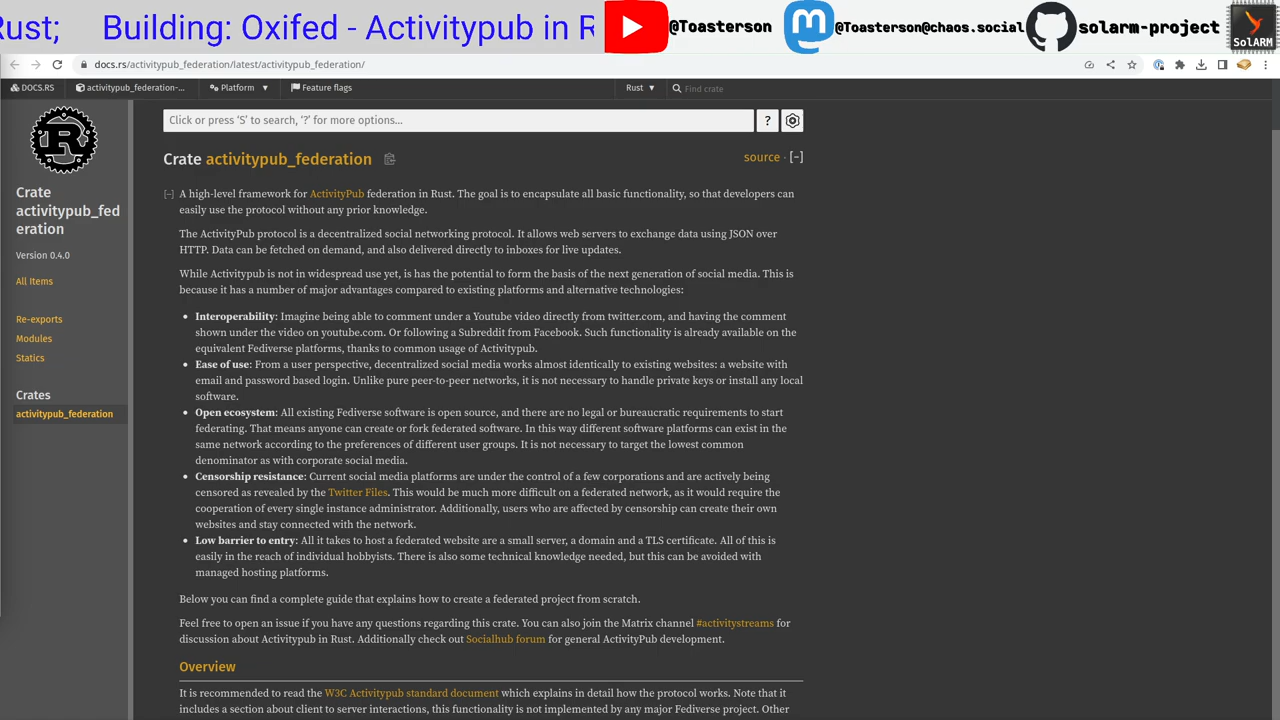 Rust;
Building: Oxifed - Activitypub in R
@Toasterson
@Toasterson@chaos.social
solarm-project
SolARM
docs.rs/activitypub_federation/latest/activitypub_federation/
DOCS.RS
activitypub_federation-...
Platform
Feature flags
Rust
Find crate
Click or press ‘S’ to search, ‘?’ for more options…
?
Crate activitypub_federation
source · [−]
Crate
activitypub_fed
eration
Version 0.4.0
All Items
Re-exports
Modules
Statics
Crates
activitypub_federation
[−] A high-level framework for ActivityPub federation in Rust. The goal is to encapsulate all basic functionality, so that developers can
easily use the protocol without any prior knowledge.
The ActivityPub protocol is a decentralized social networking protocol. It allows web servers to exchange data using JSON over
HTTP. Data can be fetched on demand, and also delivered directly to inboxes for live updates.
While Activitypub is not in widespread use yet, is has the potential to form the basis of the next generation of social media. This is
because it has a number of major advantages compared to existing platforms and alternative technologies:
• Interoperability: Imagine being able to comment under a Youtube video directly from twitter.com, and having the comment
shown under the video on youtube.com. Or following a Subreddit from Facebook. Such functionality is already available on the
equivalent Fediverse platforms, thanks to common usage of Activitypub.
• Ease of use: From a user perspective, decentralized social media works almost identically to existing websites: a website with
email and password based login. Unlike pure peer-to-peer networks, it is not necessary to handle private keys or install any local
software.
• Open ecosystem: All existing Fediverse software is open source, and there are no legal or bureaucratic requirements to start
federating. That means anyone can create or fork federated software. In this way different software platforms can exist in the
same network according to the preferences of different user groups. It is not necessary to target the lowest common
denominator as with corporate social media.
• Censorship resistance: Current social media platforms are under the control of a few corporations and are actively being
censored as revealed by the Twitter Files. This would be much more difficult on a federated network, as it would require the
cooperation of every single instance administrator. Additionally, users who are affected by censorship can create their own
websites and stay connected with the network.
• Low barrier to entry: All it takes to host a federated website are a small server, a domain and a TLS certificate. All of this is
easily in the reach of individual hobbyists. There is also some technical knowledge needed, but this can be avoided with
managed hosting platforms.
Below you can find a complete guide that explains how to create a federated project from scratch.
Feel free to open an issue if you have any questions regarding this crate. You can also join the Matrix channel #activitystreams for
discussion about Activitypub in Rust. Additionally check out Socialhub forum for general ActivityPub development.
Overview
It is recommended to read the W3C Activitypub standard document which explains in detail how the protocol works. Note that it
includes a section about client to server interactions, this functionality is not implemented by any major Fediverse project. Other